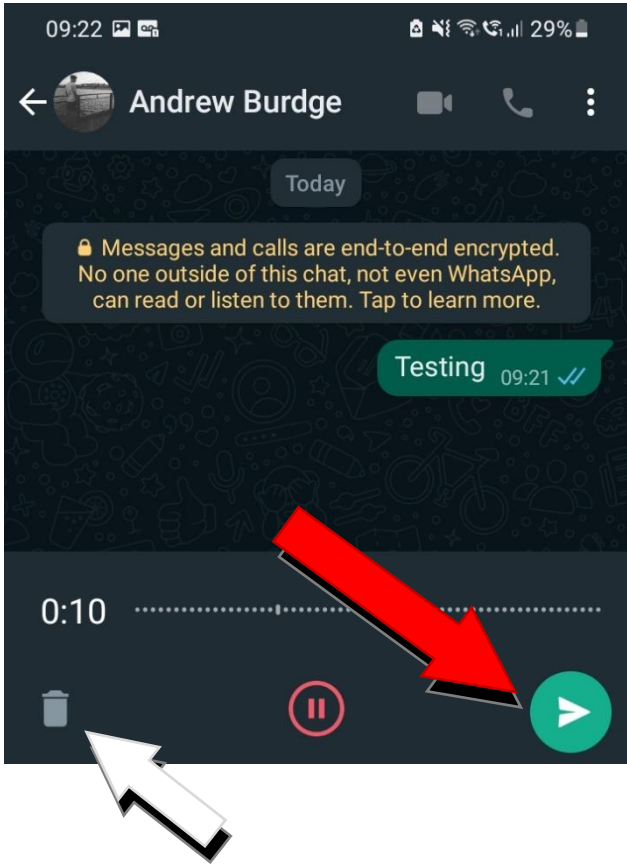 09:22 29%
Andrew Burdge
Today
Messages and calls are end-to-end encrypted.
No one outside of this chat, not even WhatsApp,
can read or listen to them. Tap to learn more.
Testing 09:21
0:10